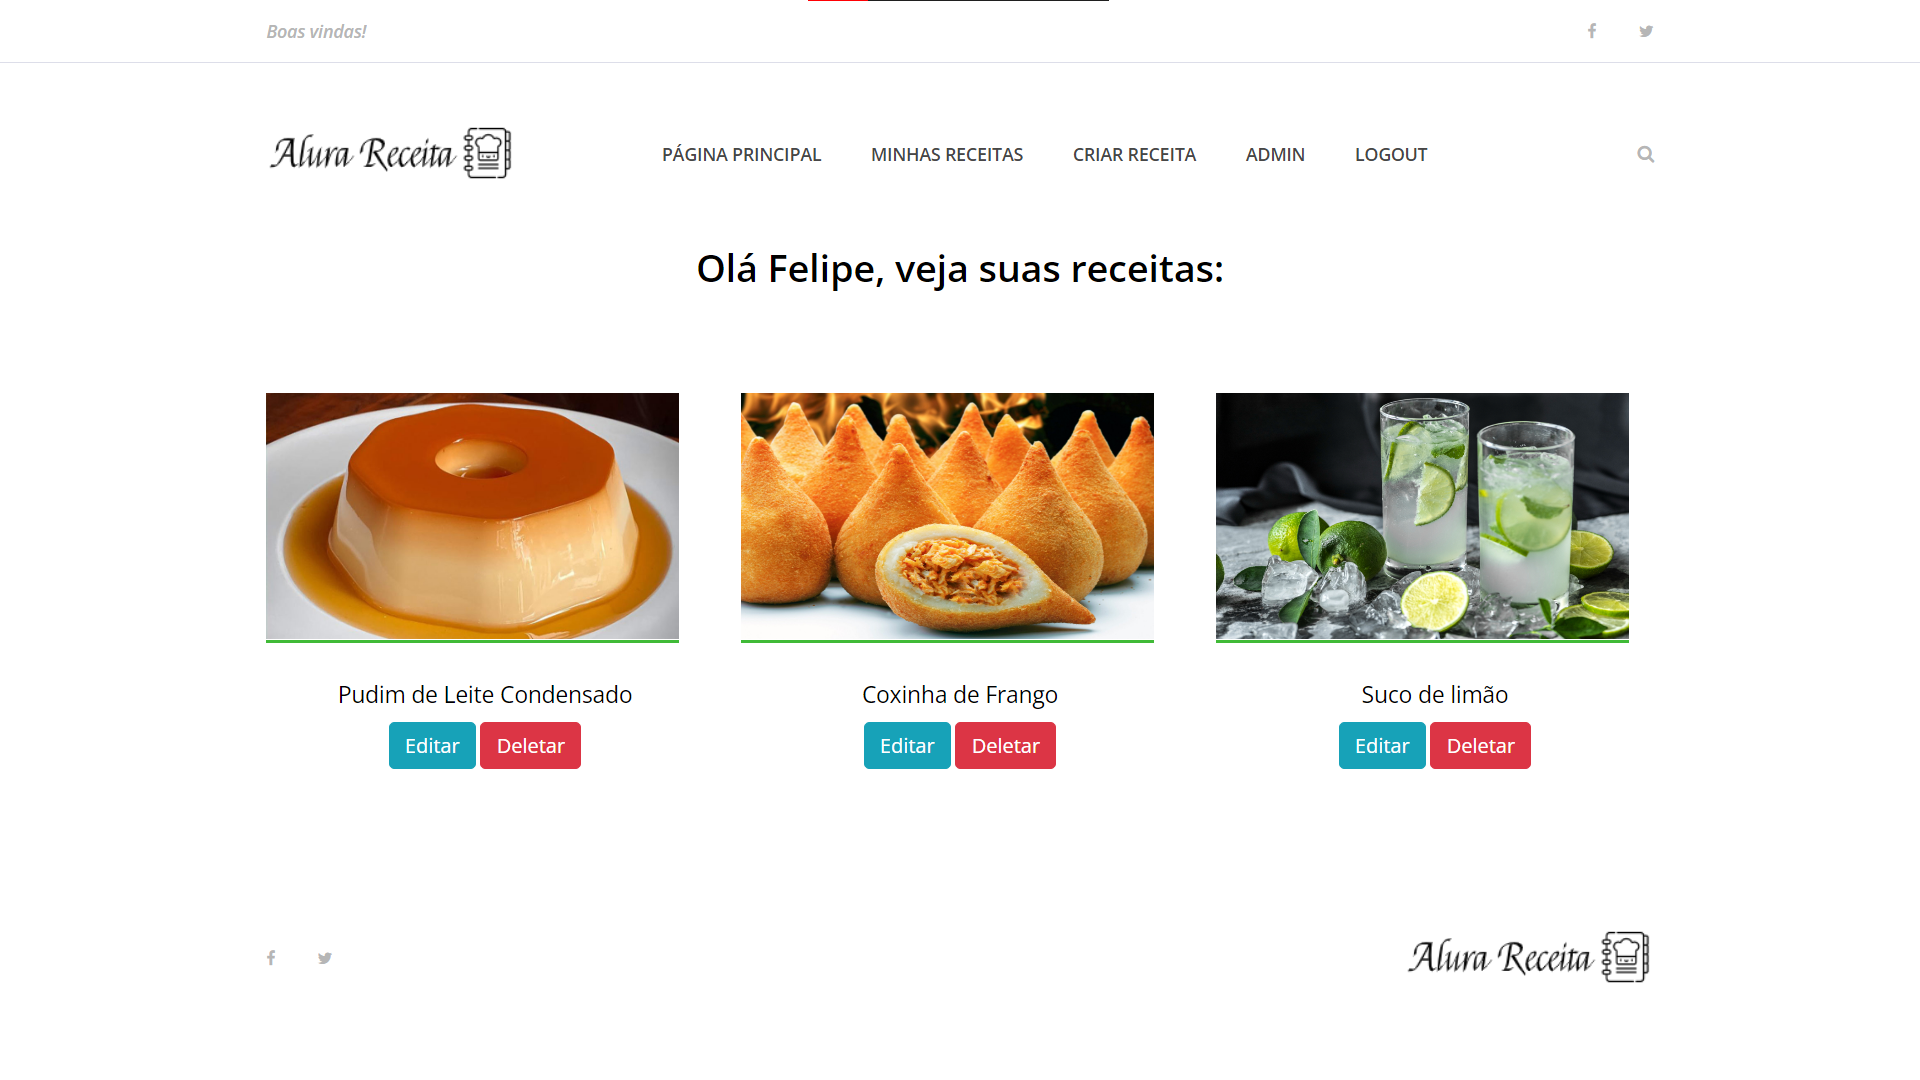 Boas vindas!
Alura Receita
PÁGINA PRINCIPAL
MINHAS RECEITAS
CRIAR RECEITA
ADMIN
LOGOUT
Olá Felipe, veja suas receitas:
Pudim de Leite Condensado
Editar Deletar
Coxinha de Frango
Editar Deletar
Suco de limão
Editar Deletar
Alura Receita